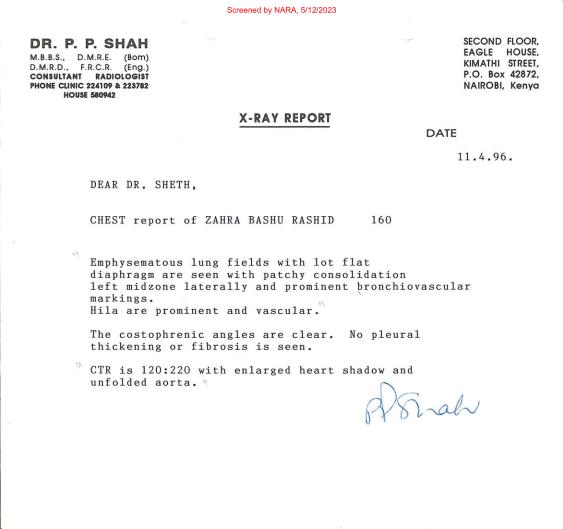 Screened by NARA, 5/12/2023
DR. P. P. SHAH
M.B.B.S., D.M.R.E. (Bom)
D.M.R.D., F.R.C.R. (Eng.)
CONSULTANT RADIOLOGIST
PHONE CLINIC 224109 & 223782
HOUSE 580942
SECOND FLOOR,
EAGLE HOUSE,
KIMATHI STREET,
P.O. Box 42872,
NAIROBI, Kenya
X-RAY REPORT
DATE
11.4.96.
DEAR DR. SHETH,
CHEST report of ZAHRA BASHU RASHID 160
"Emphysematous lung fields with lot flat
diaphragm are seen with patchy consolidation
left midzone laterally and prominent bronchiovascular
markings.
Hila are prominent and vascular."
The costophrenic angles are clear. No pleural
thickening or fibrosis is seen.
"CTR is 120:220 with enlarged heart shadow and
unfolded aorta."
PPShah